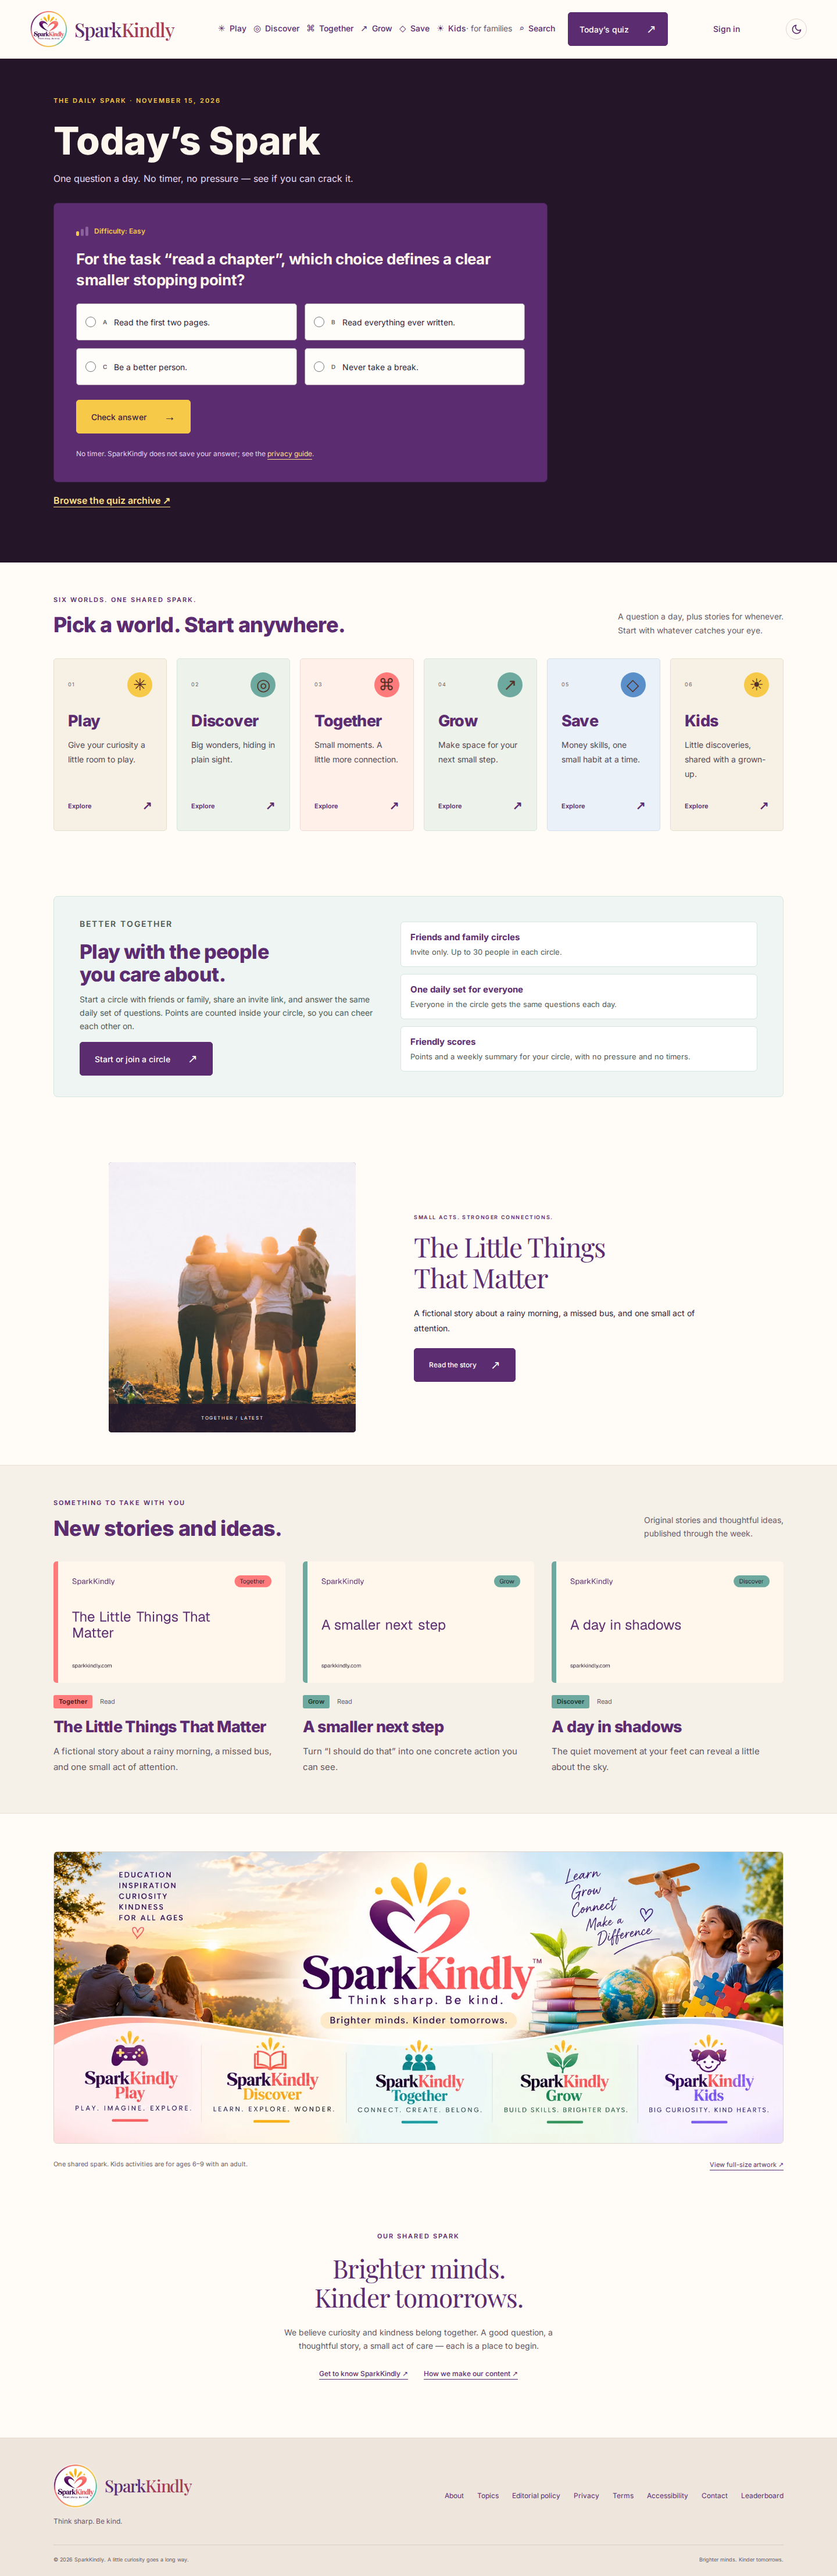 SparkKindly
✳ Play ◎ Discover ⌘ Together ↗ Grow ◇ Save ☀ Kids · for families ⌕ Search
Today's quiz ↗
Sign in
THE DAILY SPARK · NOVEMBER 15, 2026
Today’s Spark
One question a day. No timer, no pressure — see if you can crack it.
Difficulty: Easy
For the task “read a chapter”, which choice defines a clear
smaller stopping point?
A Read the first two pages.
B Read everything ever written.
C Be a better person.
D Never take a break.
Check answer →
No timer. SparkKindly does not save your answer; see the privacy guide.
Browse the quiz archive ↗
SIX WORLDS. ONE SHARED SPARK.
Pick a world. Start anywhere.
A question a day, plus stories for whenever.
Start with whatever catches your eye.
01
Play
Give your curiosity a
little room to play.
Explore ↗
02
Discover
Big wonders, hiding in
plain sight.
Explore ↗
03
Together
Small moments. A
little more connection.
Explore ↗
04
Grow
Make space for your
next small step.
Explore ↗
05
Save
Money skills, one
small habit at a time.
Explore ↗
06
Kids
Little discoveries,
shared with a grown-
up.
Explore ↗
BETTER TOGETHER
Play with the people
you care about.
Start a circle with friends or family, share an invite link, and answer the same
daily set of questions. Points are counted inside your circle, so you can cheer
each other on.
Start or join a circle ↗
Friends and family circles
Invite only. Up to 30 people in each circle.
One daily set for everyone
Everyone in the circle gets the same questions each day.
Friendly scores
Points and a weekly summary for your circle, with no pressure and no timers.
TOGETHER / LATEST
SMALL ACTS. STRONGER CONNECTIONS.
The Little Things
That Matter
A fictional story about a rainy morning, a missed bus, and one small act of
attention.
Read the story ↗
SOMETHING TO TAKE WITH YOU
New stories and ideas.
Original stories and thoughtful ideas,
published through the week.
SparkKindly
Together
The Little Things That
Matter
sparkkindly.com
Together Read
The Little Things That Matter
A fictional story about a rainy morning, a missed bus,
and one small act of attention.
SparkKindly
Grow
A smaller next step
sparkkindly.com
Grow Read
A smaller next step
Turn “I should do that” into one concrete action you
can see.
SparkKindly
Discover
A day in shadows
sparkkindly.com
Discover Read
A day in shadows
The quiet movement at your feet can reveal a little
about the sky.
EDUCATION
INSPIRATION
CURIOSITY
KINDNESS
FOR ALL AGES
SparkKindly™
Think sharp. Be kind.
Brighter minds. Kinder tomorrows.
Learn
Grow
Connect
Make a
Difference
SparkKindly
Play
PLAY. IMAGINE. EXPLORE.
SparkKindly
Discover
LEARN. EXPLORE. WONDER.
SparkKindly
Together
CONNECT. CREATE. BELONG.
SparkKindly
Grow
BUILD SKILLS. BRIGHTER DAYS.
SparkKindly
Kids
BIG CURIOSITY. KIND HEARTS.
One shared spark. Kids activities are for ages 6–9 with an adult.
View full-size artwork ↗
OUR SHARED SPARK
Brighter minds.
Kinder tomorrows.
We believe curiosity and kindness belong together. A good question, a
thoughtful story, a small act of care — each is a place to begin.
Get to know SparkKindly ↗
How we make our content ↗
SparkKindly
Think sharp. Be kind.
About Topics Editorial policy Privacy Terms Accessibility Contact Leaderboard
© 2026 SparkKindly. A little curiosity goes a long way.
Brighter minds. Kinder tomorrows.